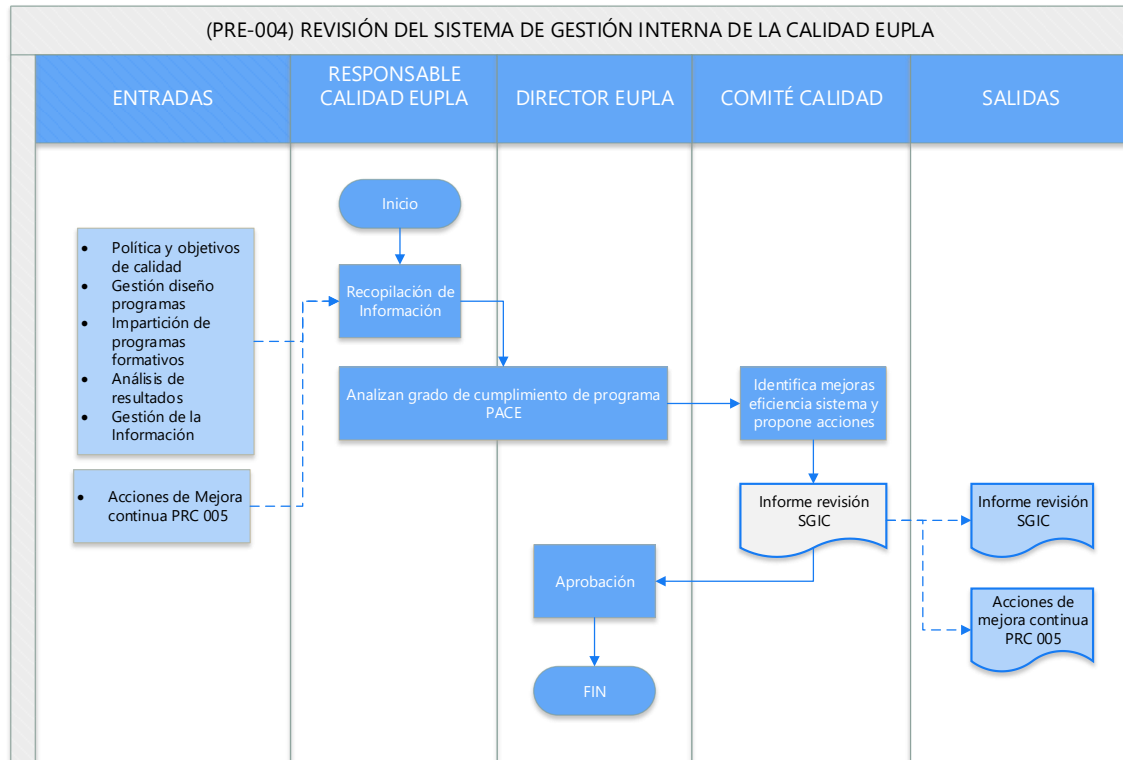 (PRE-004) REVISIÓN DEL SISTEMA DE GESTIÓN INTERNA DE LA CALIDAD EUPLA
ENTRADAS
RESPONSABLE
CALIDAD EUPLA
DIRECTOR EUPLA
COMITÉ CALIDAD
SALIDAS
Inicio
• Política y objetivos
de calidad
• Gestión diseño
programas
• Impartición de
programas
formativos
• Análisis de
resultados
• Gestión de la
Información
Recopilación de
Información
Analizan grado de cumplimiento de programa
PACE
Identifica mejoras
eficiencia sistema y
propone acciones
• Acciones de Mejora
continua PRC 005
Informe revisión
SGIC
Informe revisión
SGIC
Aprobación
Acciones de
mejora continua
PRC 005
FIN